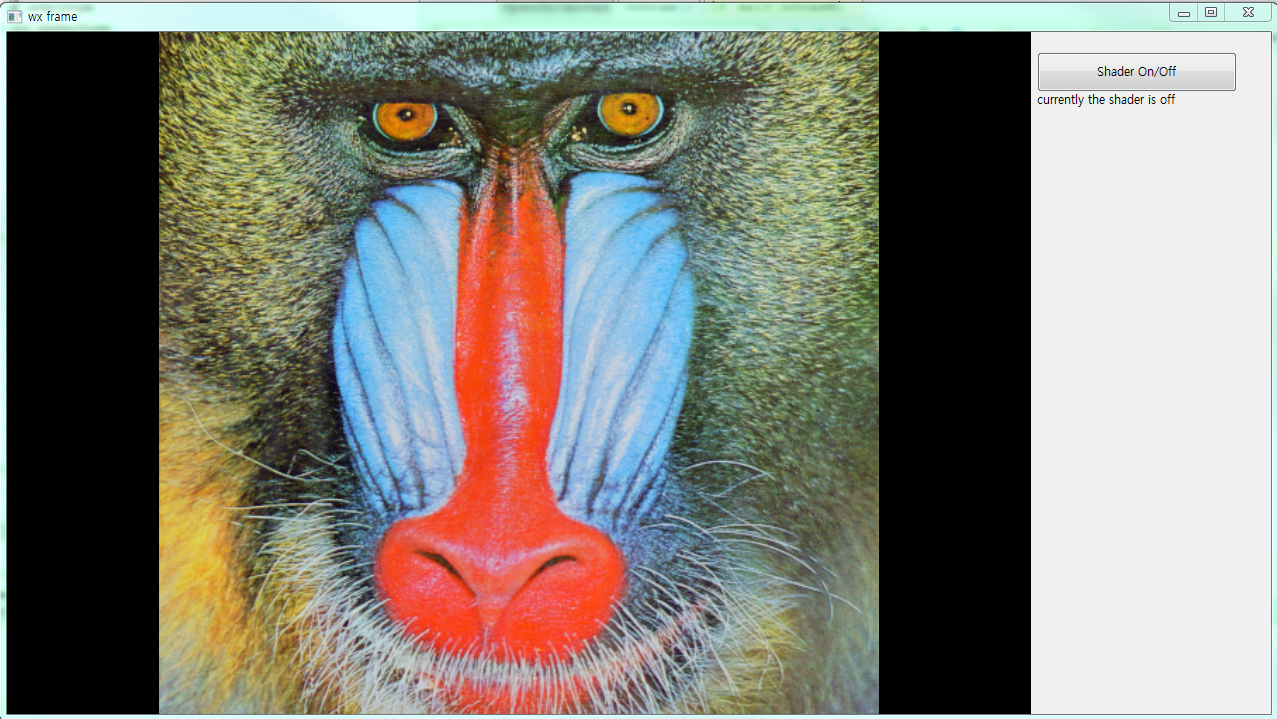 wx frame
Shader On/Off
currently the shader is off